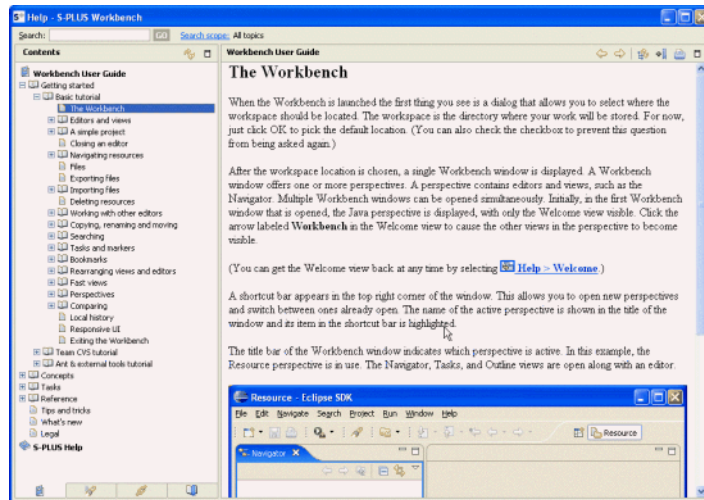 Help - S-PLUS Workbench
Search:
GO
Search scope: All topics
Contents
Workbench User Guide
Getting started
Basic tutorial
The Workbench
Editors and views
A simple project
Closing an editor
Navigating resources
Files
Exporting files
Importing files
Deleting resources
Working with other editors
Copying, renaming and moving
Searching
Tasks and markers
Bookmarks
Rearranging views and editors
Fast views
Perspectives
Comparing
Local history
Responsive UI
Exiting the Workbench
Team CVS tutorial
Ant & external tools tutorial
Concepts
Tasks
Reference
Tips and tricks
What's new
Legal
S-PLUS Help
Workbench User Guide
The Workbench
When the Workbench is launched the first thing you see is a dialog that allows you to select where the
workspace should be located. The workspace is the directory where your work will be stored. For now,
just click OK to pick the default location. (You can also check the checkbox to prevent this question
from being asked again.)
After the workspace location is chosen, a single Workbench window is displayed. A Workbench
window offers one or more perspectives. A perspective contains editors and views, such as the
Navigator. Multiple Workbench windows can be opened simultaneously. Initially, in the first Workbench
window that is opened, the Java perspective is displayed, with only the Welcome view visible. Click the
arrow labeled Workbench in the Welcome view to cause the other views in the perspective to become
visible.
(You can get the Welcome view back at any time by selecting Help > Welcome.)
A shortcut bar appears in the top right corner of the window. This allows you to open new perspectives
and switch between ones already open. The name of the active perspective is shown in the title of the
window and its item in the shortcut bar is highlighted.
The title bar of the Workbench window indicates which perspective is active. In this example, the
Resource perspective is in use. The Navigator, Tasks, and Outline views are open along with an editor.
Resource - Eclipse SDK
File Edit Navigate Search Project Run Window Help
Resource
Navigator